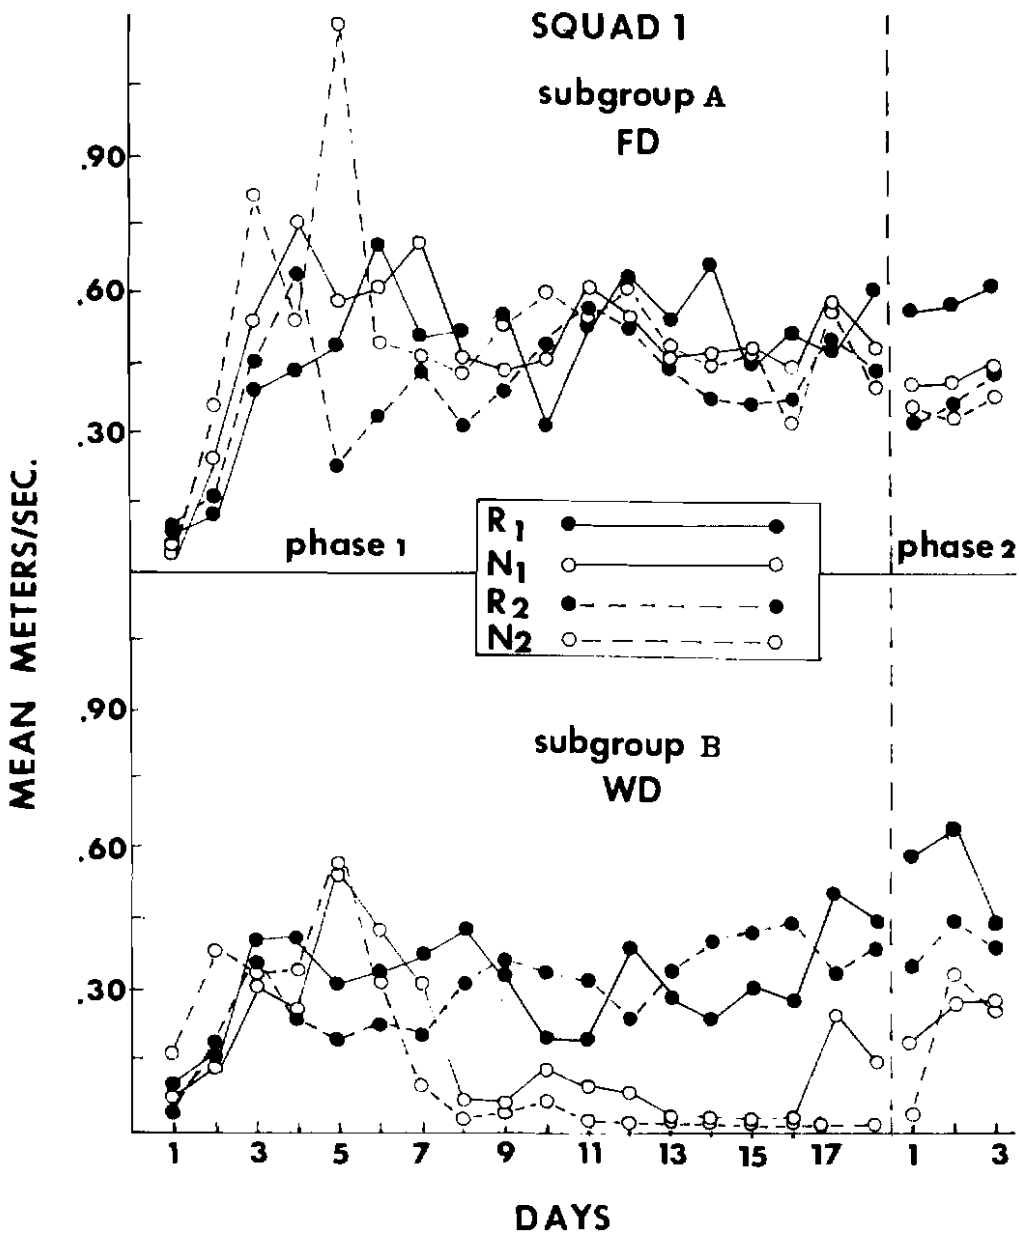 SQUAD 1
subgroup A
FD
.90
.60
.30
phase 1
phase 2
R1
N1
R2
N2
MEAN METERS/SEC.
subgroup B
WD
.90
.60
.30
1 3 5 7 9 11 13 15 17 1 3
DAYS